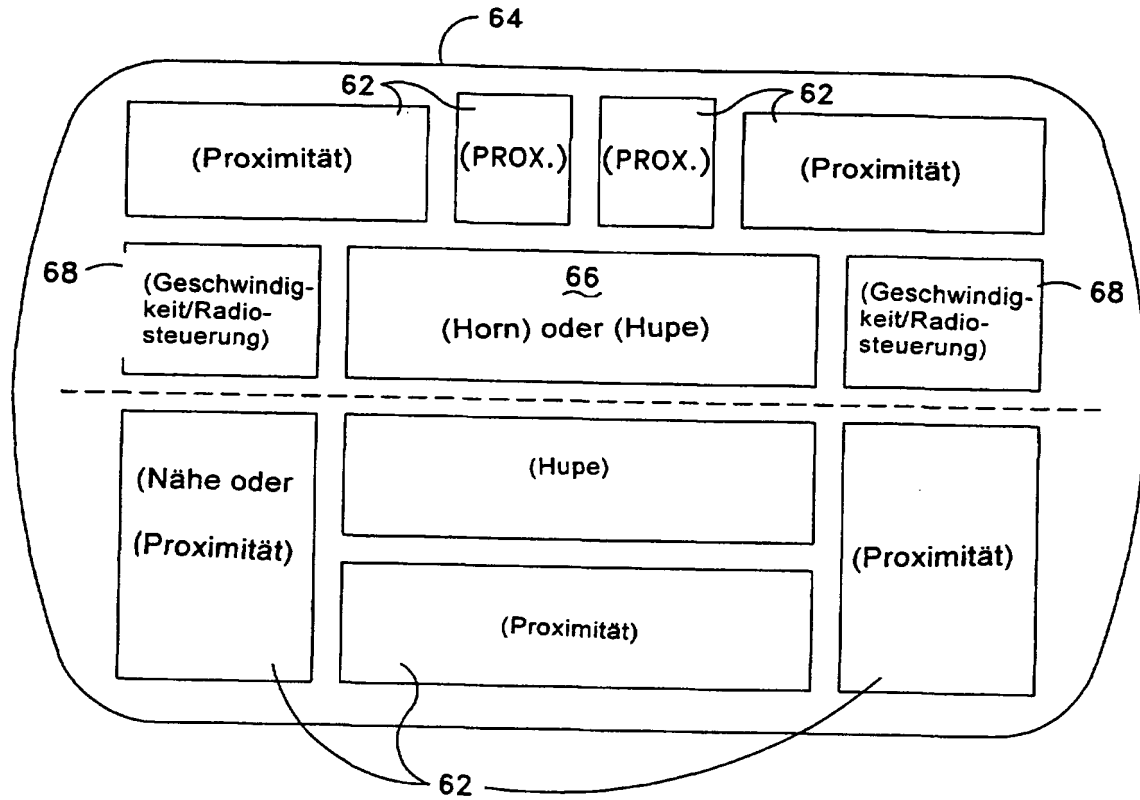 64
62
62
(Proximität)
(PROX.)
(PROX.)
(Proximität)
68
(Geschwindig-
keit/Radio-
steuerung)
66
(Horn) oder (Hupe)
(Geschwindig-
keit/Radio-
steuerung)
68
(Nähe oder
(Proximität)
(Hupe)
(Proximität)
(Proximität)
62